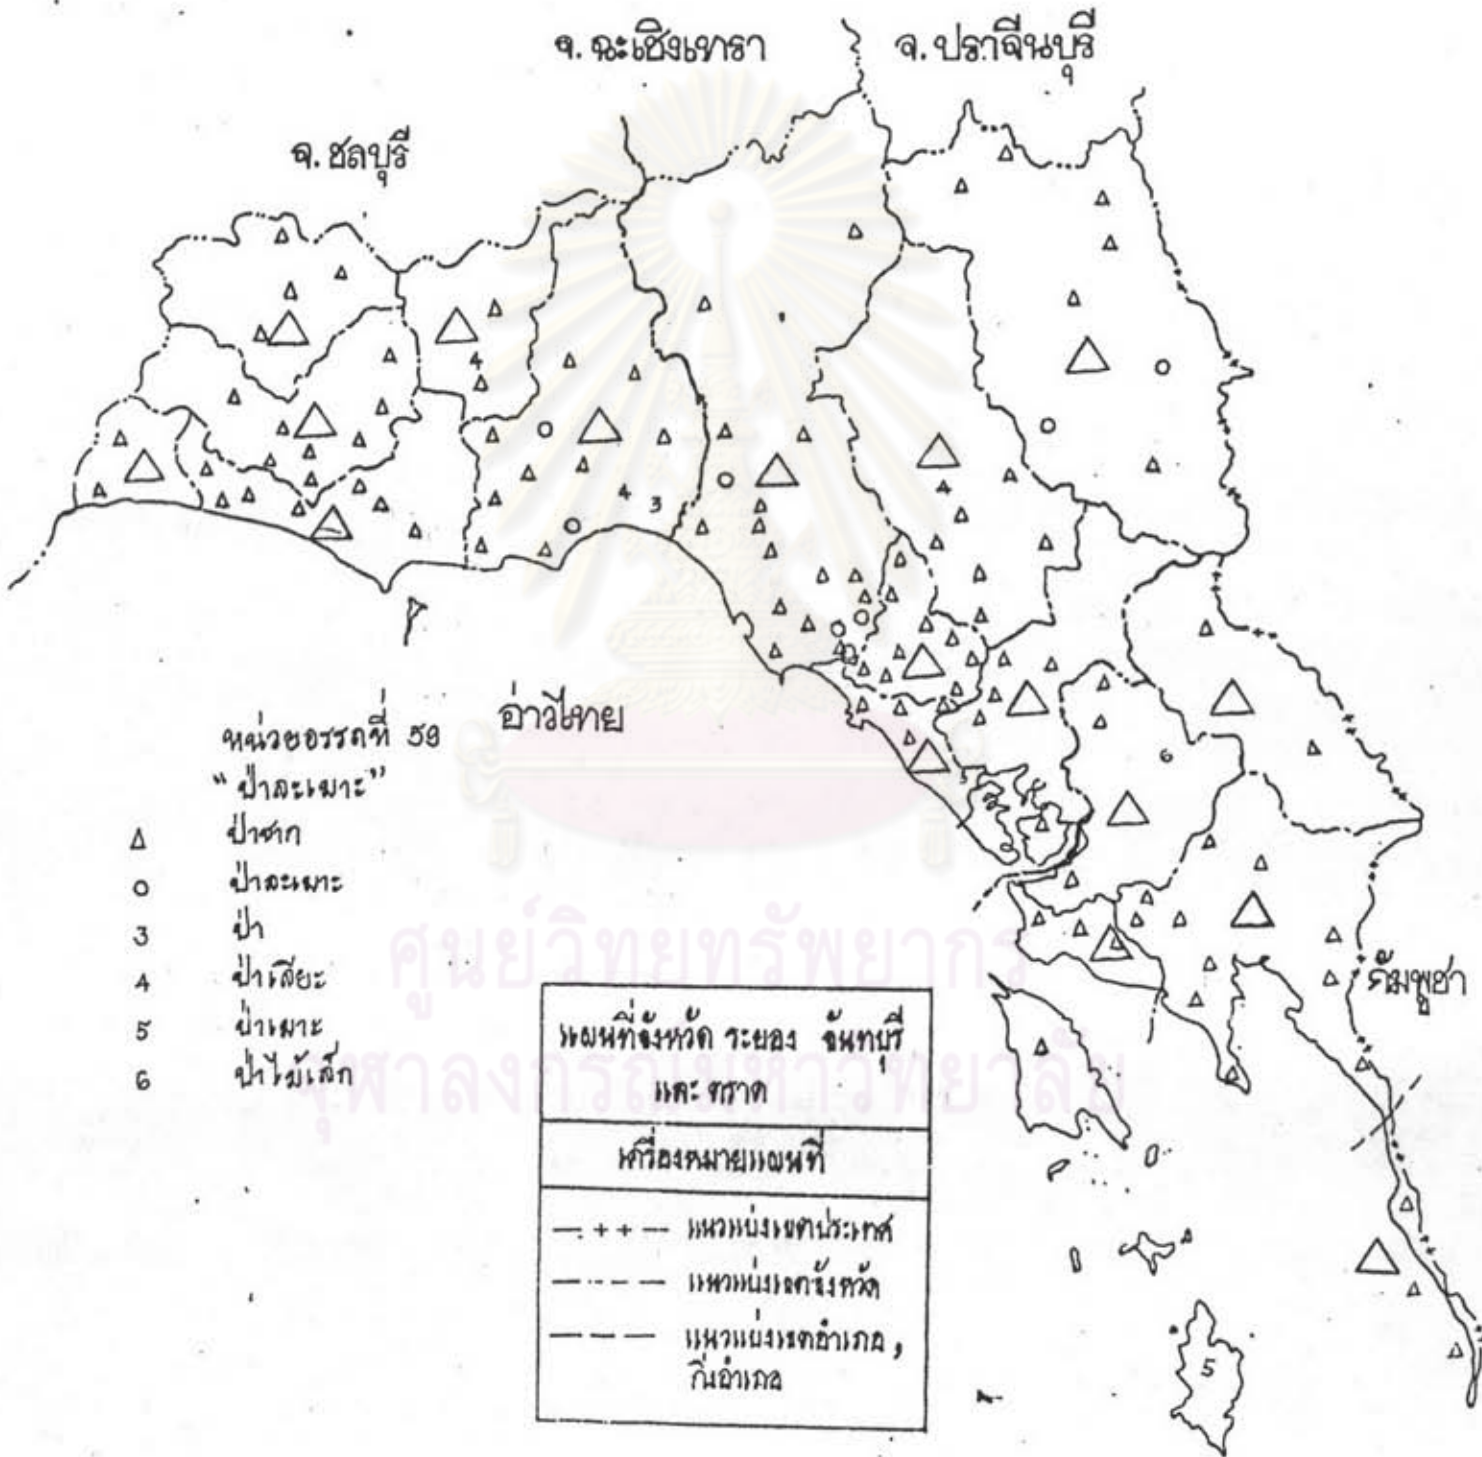 จ.ฉะเชิงเทรา
จ.ปราจีนบุรี
จ.ชลบุรี
อ่าวไทย
หน่วยอรรถที่ 59
"ป่าละเมาะ"
△ ป่าชาก
○ ป่าละเมาะ
3 ป่า
4 ป่าเลียะ
5 ป่าเมาะ
6 ป่าไม้เล็ก
4
4
3
4
5
6
5
กัมพูชา
ศูนย์วิทยทรัพยากร
จุฬาลงกรณ์มหาวิทยาลัย
แผนที่จังหวัด ระยอง จันทบุรี
และ ตราด
เครื่องหมายแผนที่
แนวแบ่งเขตประเทศ
แนวแบ่งเขตจังหวัด
แนวแบ่งเขตอำเภอ,
กิ่งอำเภอ